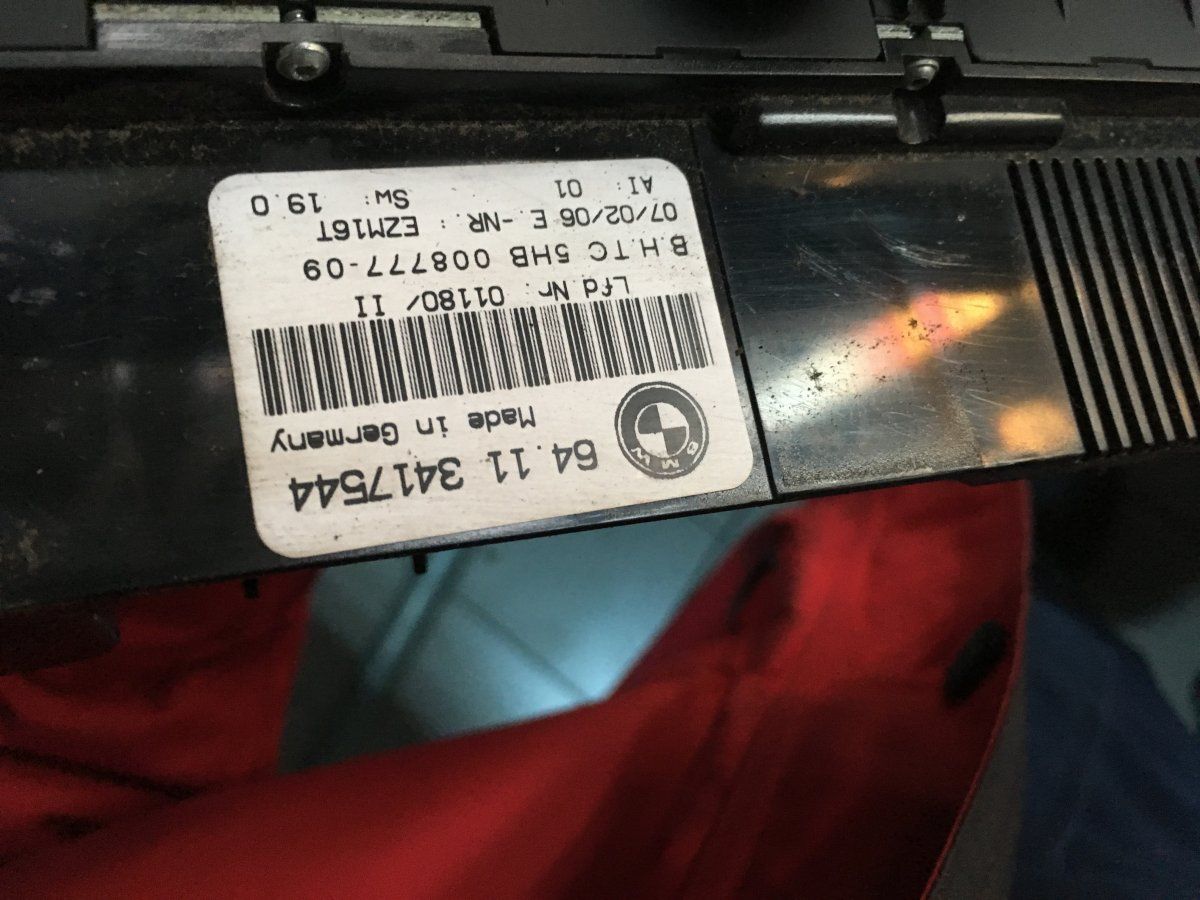 64.11 3417544
BMW
Made in Germany
Lfd Nr: 01180/ II
B.H.TC 5HB 008777-09
07/02/06 E.-NR.: EZM16T
AI: 01 SW: 19.0